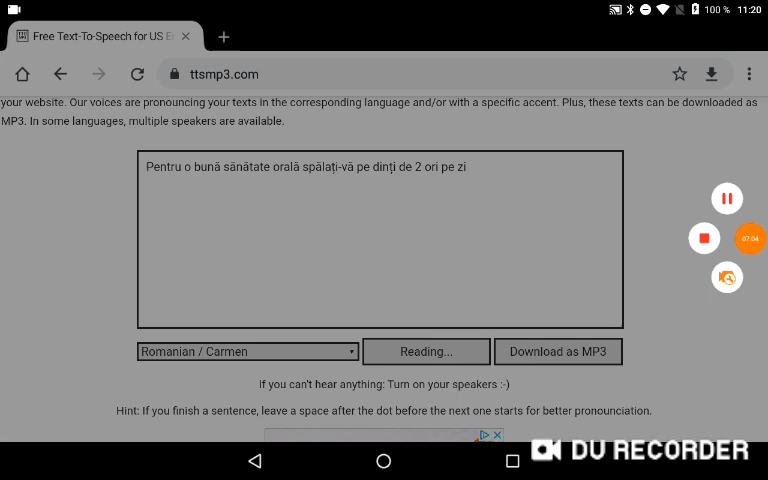 100 % 11:20
Free Text-To-Speech for US E
ttsmp3.com
your website. Our voices are pronouncing your texts in the corresponding language and/or with a specific accent. Plus, these texts can be downloaded as
MP3. In some languages, multiple speakers are available.
Pentru o bună sănătate orală spălați-vă pe dinți de 2 ori pe zi
07:04
Romanian / Carmen Reading... Download as MP3
If you can't hear anything: Turn on your speakers :-)
Hint: If you finish a sentence, leave a space after the dot before the next one starts for better pronounciation.
DU RECORDER